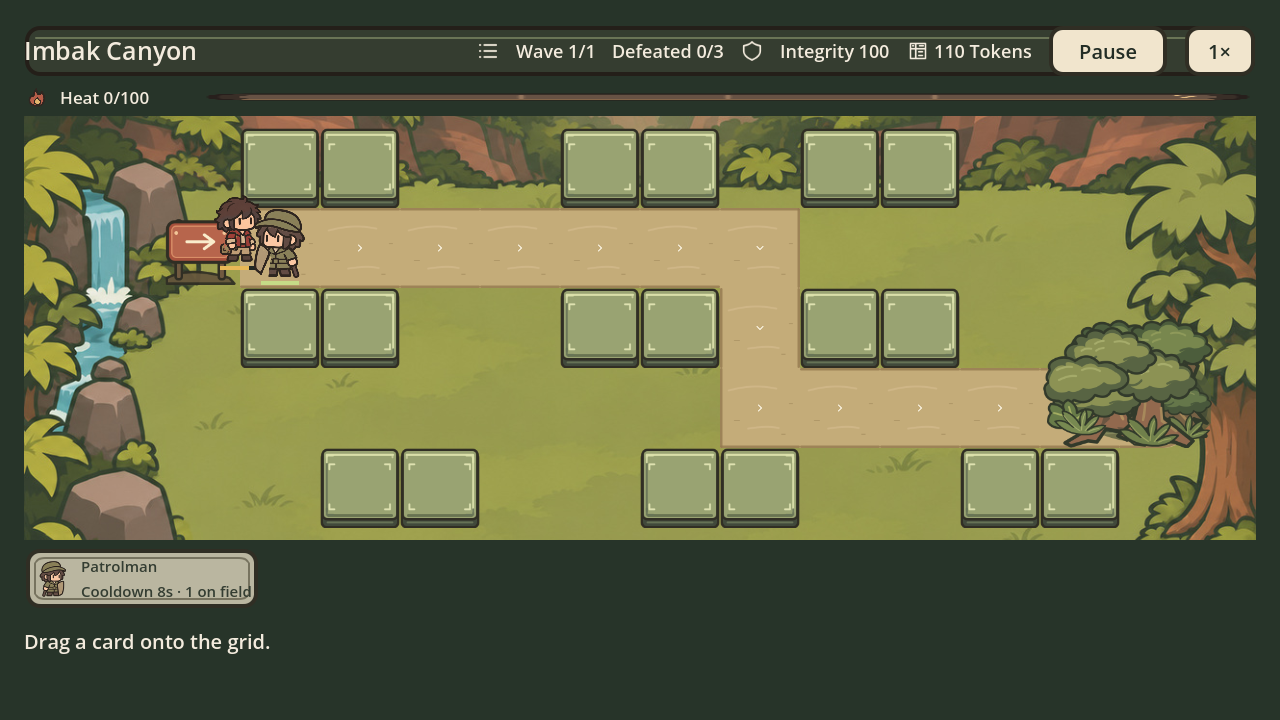 Imbak Canyon
Wave 1/1
Defeated 0/3
Integrity 100
110 Tokens
Pause
1×
Heat 0/100
Patrolman
Cooldown 8s · 1 on field
Drag a card onto the grid.